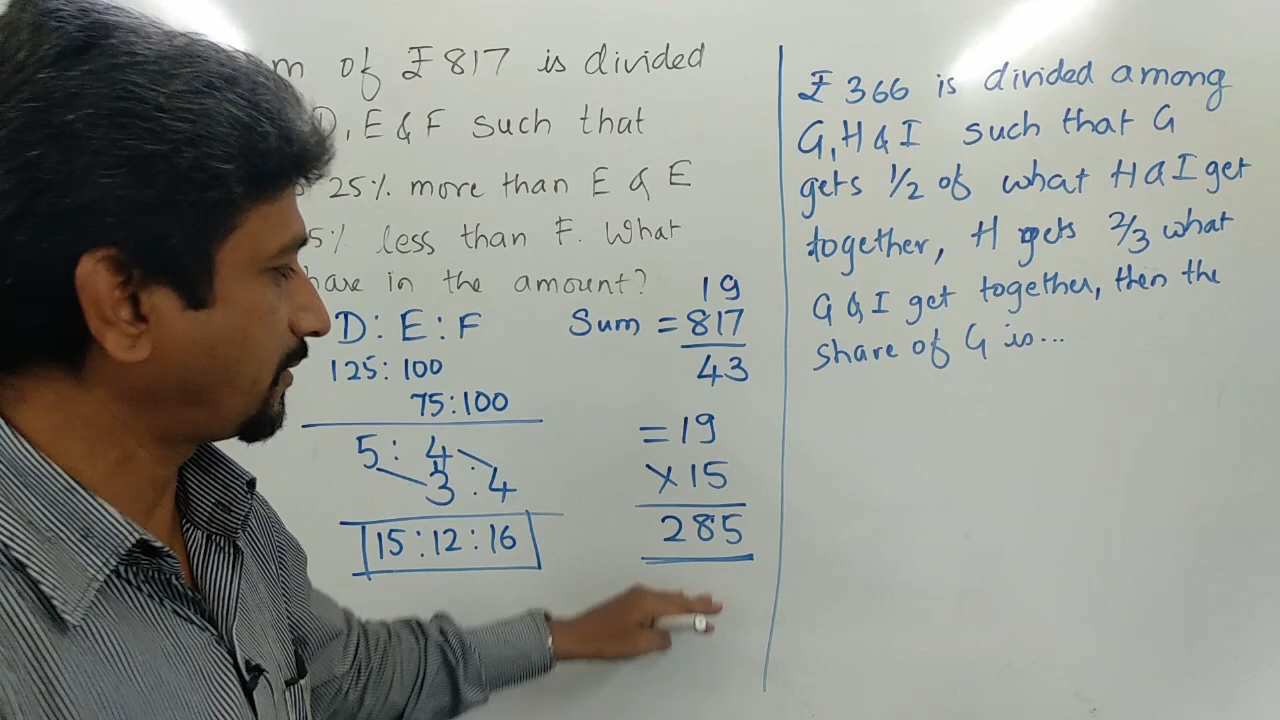 of ₹817 is divided
D, E & F such that
25% more than E & E
5% less than F. What
in the amount?
D : E : F
125 : 100
75 : 100
5 : 4
3 : 4
15 : 12 : 16
19
Sum = 817
43
= 19
× 15
285
₹ 366 is divided among
G, H & I such that G
gets 1/2 of what H & I get
together, H gets 2/3 what
G & I get together, then the
share of G is...